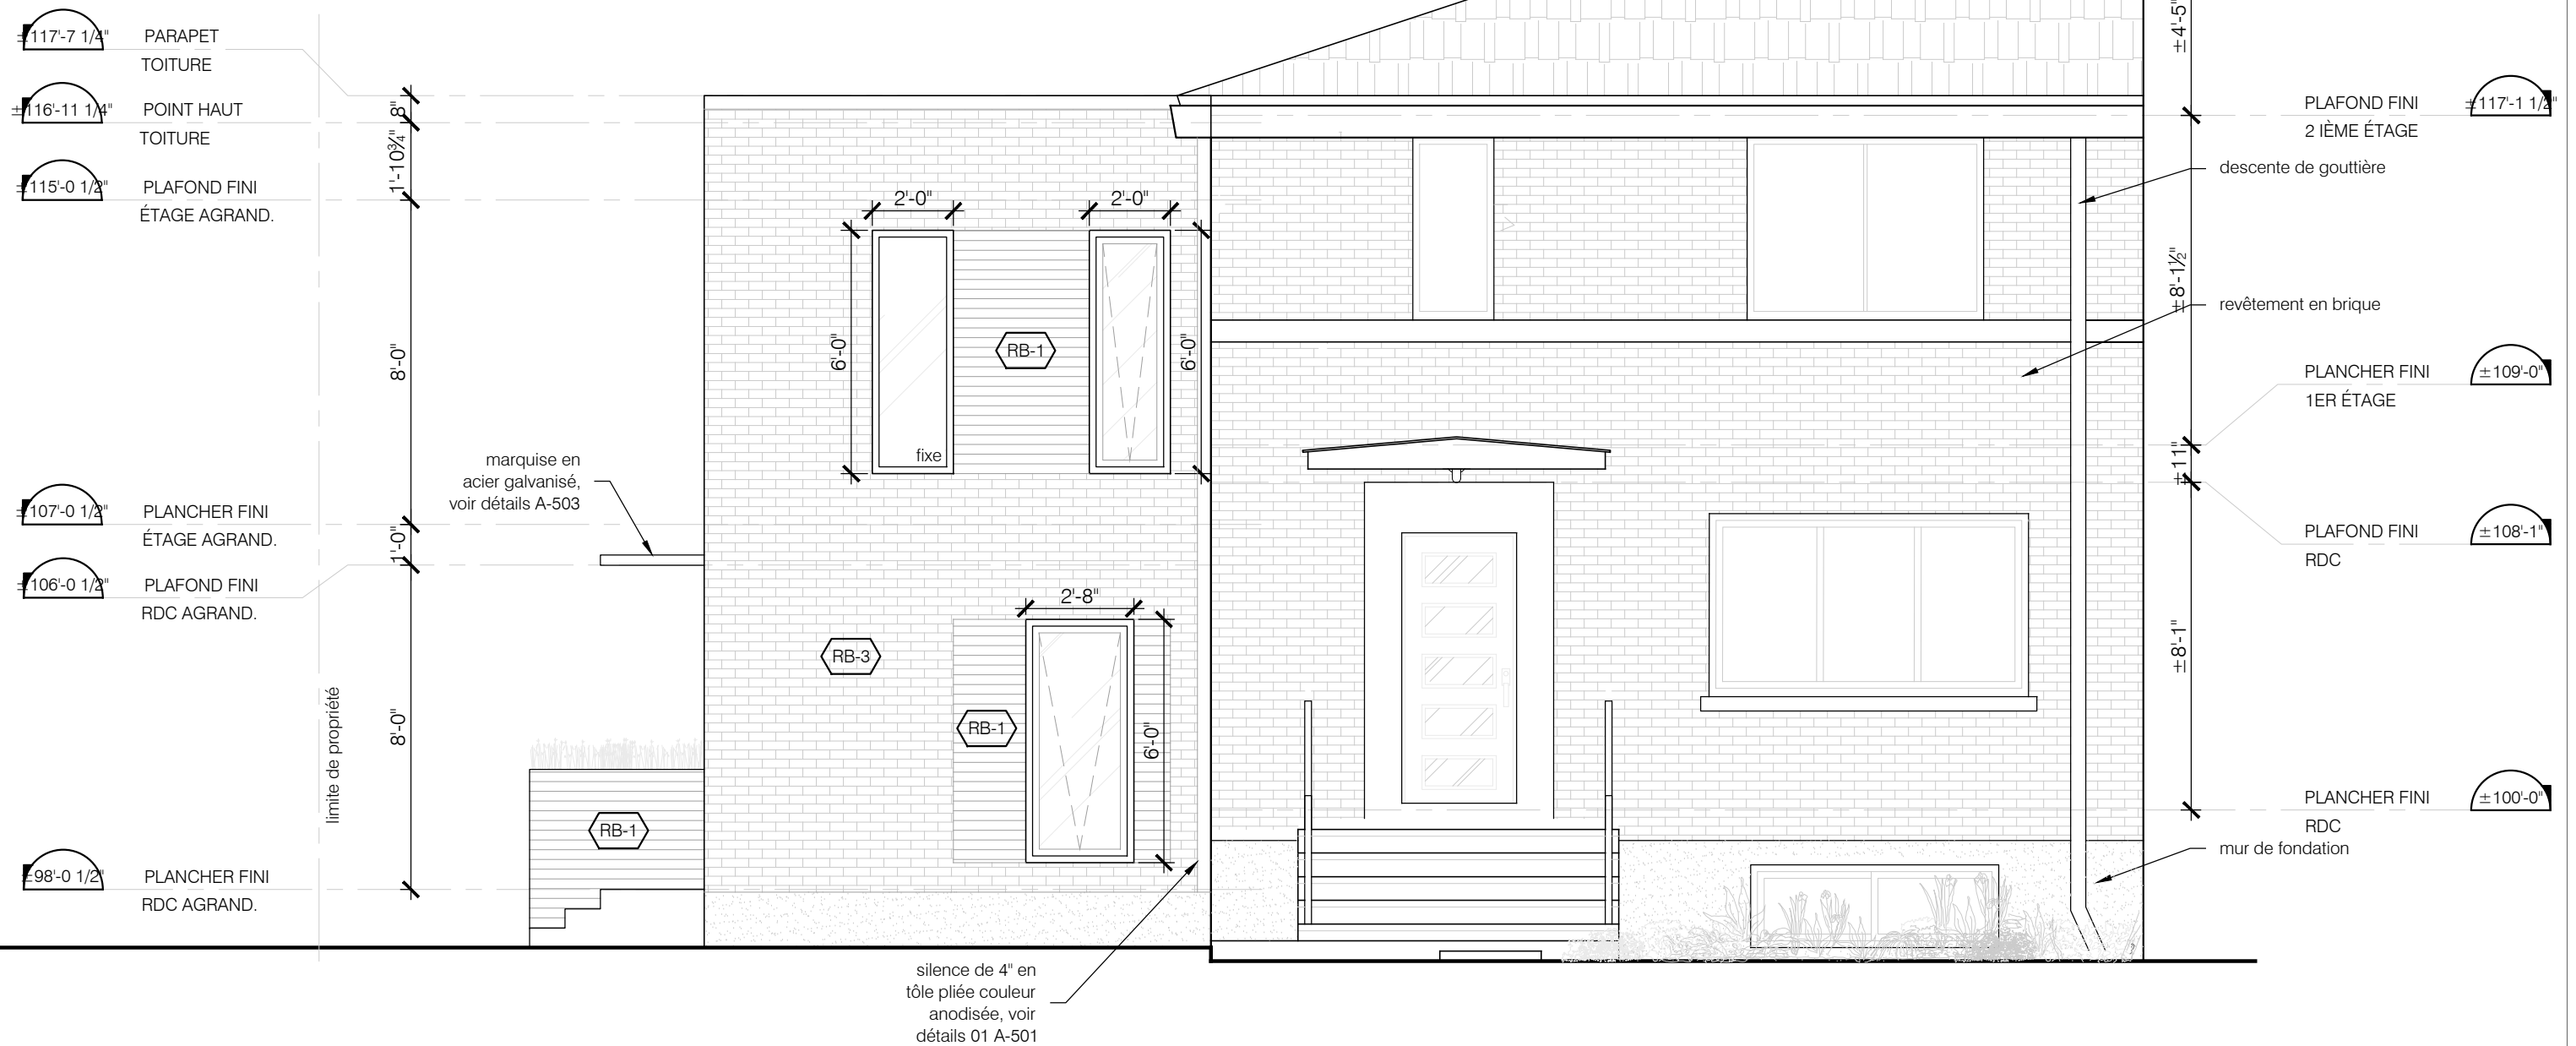 ±117'-7 1/4" PARAPET
TOITURE
±116'-11 1/4" POINT HAUT
TOITURE
±115'-0 1/2" PLAFOND FINI
ÉTAGE AGRAND.
±107'-0 1/2" PLANCHER FINI
ÉTAGE AGRAND.
±106'-0 1/2" PLAFOND FINI
RDC AGRAND.
±98'-0 1/2" PLANCHER FINI
RDC AGRAND.
limite de propriété
8"
1'-10¾"
8'-0"
1'-0"
8'-0"
marquise en
acier galvanisé,
voir détails A-503
2'-0"
2'-0"
6'-0"
6'-0"
RB-1
fixe
2'-8"
6'-0"
RB-3
RB-1
RB-1
silence de 4" en
tôle pliée couleur
anodisée, voir
détails 01 A-501
±4'-5"
±8'-1½"
±11"
±8'-1"
PLAFOND FINI ±117'-1 1/2"
2 IÈME ÉTAGE
descente de gouttière
revêtement en brique
PLANCHER FINI ±109'-0"
1ER ÉTAGE
PLAFOND FINI ±108'-1"
RDC
PLANCHER FINI ±100'-0"
RDC
mur de fondation